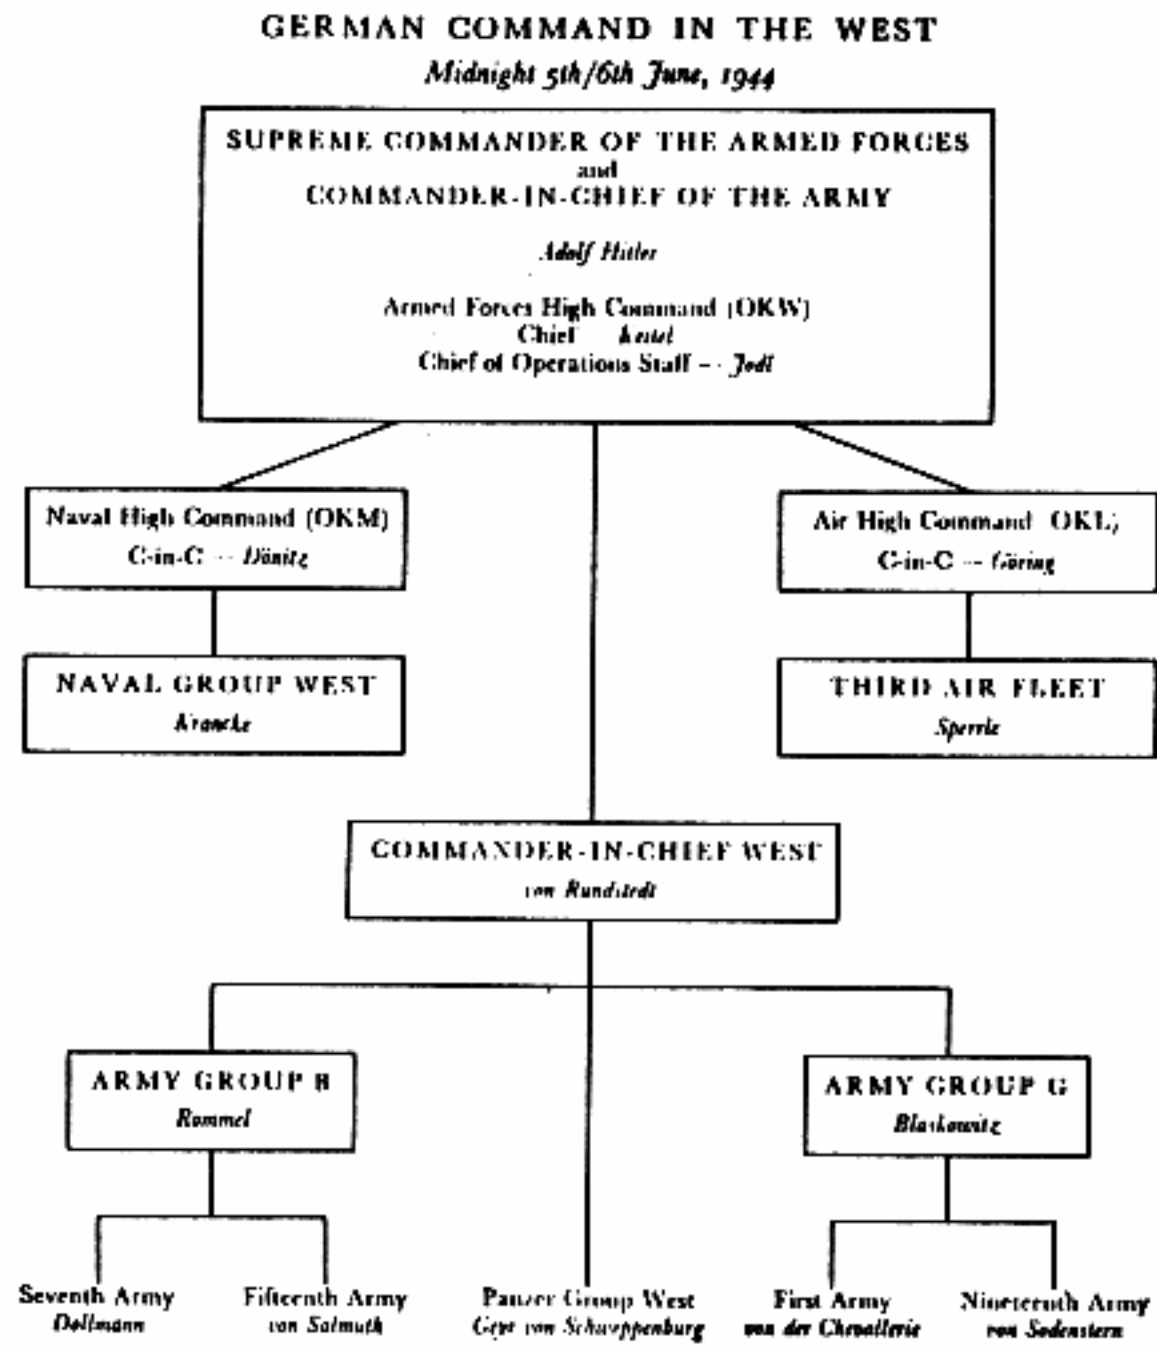 GERMAN COMMAND IN THE WEST
Midnight 5th/6th June, 1944
SUPREME COMMANDER OF THE ARMED FORCES
and
COMMANDER-IN-CHIEF OF THE ARMY
Adolf Hitler
Armed Forces High Command (OKW)
Chief Keitel
Chief of Operations Staff -- Jodl
Naval High Command (OKM)
C-in-C -- Dönitz
Air High Command OKL)
C-in-C -- Göring
NAVAL GROUP WEST
Krancke
THIRD AIR FLEET
Sperrle
COMMANDER-IN-CHIEF WEST
von Rundstedt
ARMY GROUP B
Rommel
ARMY GROUP G
Blaskowitz
Seventh Army
Dollmann
Fifteenth Army
von Salmuth
Panzer Group West
Geyr von Schweppenburg
First Army
von der Chevallerie
Nineteenth Army
von Sodenstern